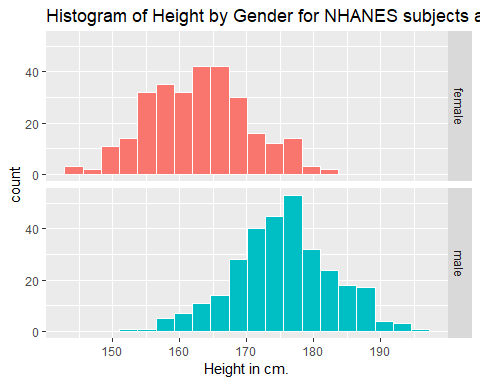 Histogram of Height by Gender for NHANES subjects a
40
20
0
female
count
40
20
0
male
150 160 170 180 190
Height in cm.